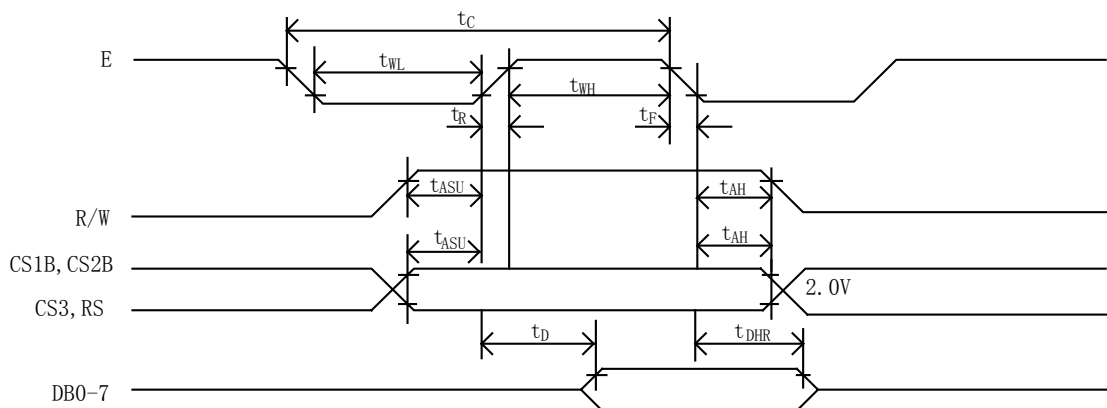 tC
E
tWL
tWH
tR
tF
tASU
tAH
R/W
tASU
tAH
CS1B, CS2B
2.0V
CS3, RS
tD
tDHR
DB0-7